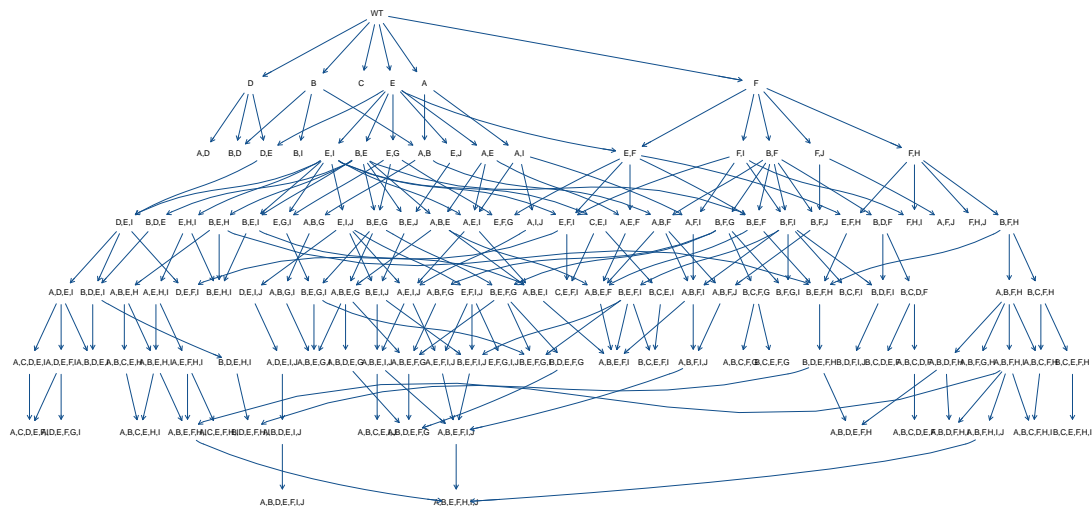 WT
D B C E A F
A,D B,D D,E B,I E,I B,E E,G A,B E,J A,E A,I E,F F,I B,F F,J F,H
D,E,I B,D,E E,H,I B,E,H B,E,I E,G,I A,B,G E,I,J B,E,G B,E,J A,B,E A,E,I E,F,G A,I,J E,F,I C,E,I A,E,F A,B,F A,F,I B,F,G B,E,F B,F,I B,F,J E,F,H B,D,F F,H,I A,F,J F,H,J B,F,H
A,D,E,I B,D,E,I A,B,E,H A,E,H,I D,E,F,I B,E,H,I D,E,I,J A,B,G,I B,E,G,I A,B,E,G B,E,I,J A,E,I,J A,B,F,G E,F,I,J B,E,F,G A,B,E,I C,E,F,I A,B,E,F B,E,F,I B,C,E,I A,B,F,I A,B,F,J B,C,F,G B,F,G,I B,E,F,H B,C,F,I B,D,F,I B,C,D,F A,B,F,H B,C,F,H
A,C,D,E,I A,D,E,F,I A,B,D,E,I A,B,C,E,H A,B,E,H,I A,E,F,H,I B,D,E,H,I A,D,E,I,J A,B,E,G,I A,B,D,E,G A,B,E,I,J A,B,E,F,G A,E,F,I,J B,E,F,I,J E,F,G,I,J B,E,F,G,I B,D,E,F,G A,B,E,F,I B,C,E,F,I A,B,F,I,J A,B,C,F,G B,C,E,F,G B,D,E,F,H B,D,F,I,J B,C,D,E,F A,B,C,D,F A,B,D,F,H A,B,F,G,H A,B,F,H,I A,B,C,F,H B,C,E,F,H
A,C,D,E,F,I A,D,E,F,G,I A,B,C,E,H,I A,B,E,F,H,I A,C,E,F,H,I B,D,E,F,H,I A,B,D,E,I,J A,B,C,E,I,J A,B,D,E,F,G A,B,E,F,I,J A,B,D,E,F,H A,B,C,D,E,F A,B,D,F,H,I A,B,F,H,I,J A,B,C,F,H,I B,C,E,F,H,I
A,B,D,E,F,I,J A,B,E,F,H,I,J